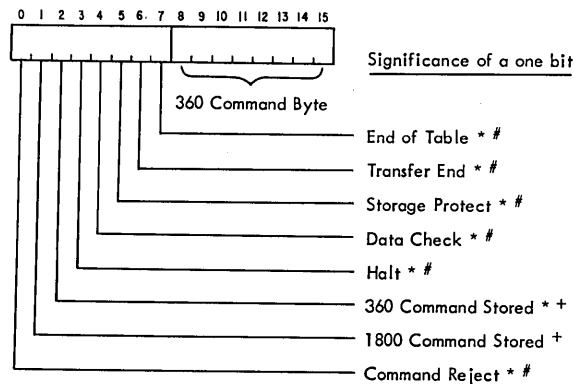 0 1 2 3 4 5 6 7 8 9 10 11 12 13 14 15
Significance of a one bit
360 Command Byte
End of Table * #
Transfer End * #
Storage Protect * #
Data Check * #
Halt * #
360 Command Stored * +
1800 Command Stored +
Command Reject * #